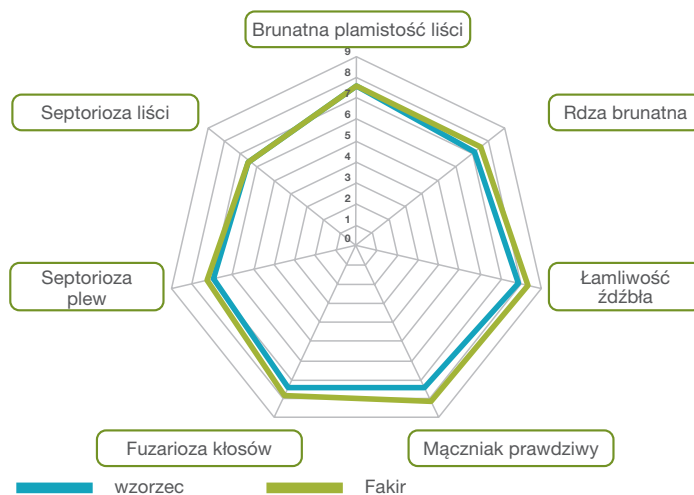 Brunatna plamistość liści
9
8
7
6
5
4
3
2
1
0
Septorioza liści
Rdza brunatna
Septorioza
plew
Łamliwość
źdźbła
Fuzarioza kłosów
Mączniak prawdziwy
wzorzec
Fakir